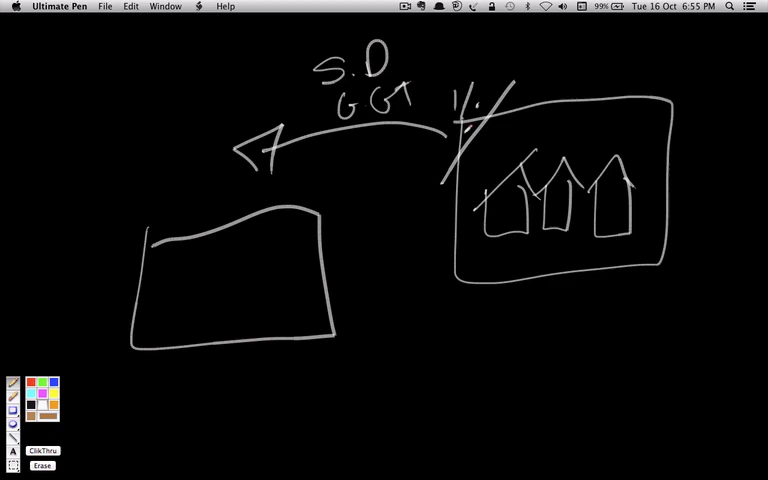 Ultimate Pen File Edit Window Help 99% Tue 16 Oct 6:55 PM
S.D
G.G
ClikThru
Erase